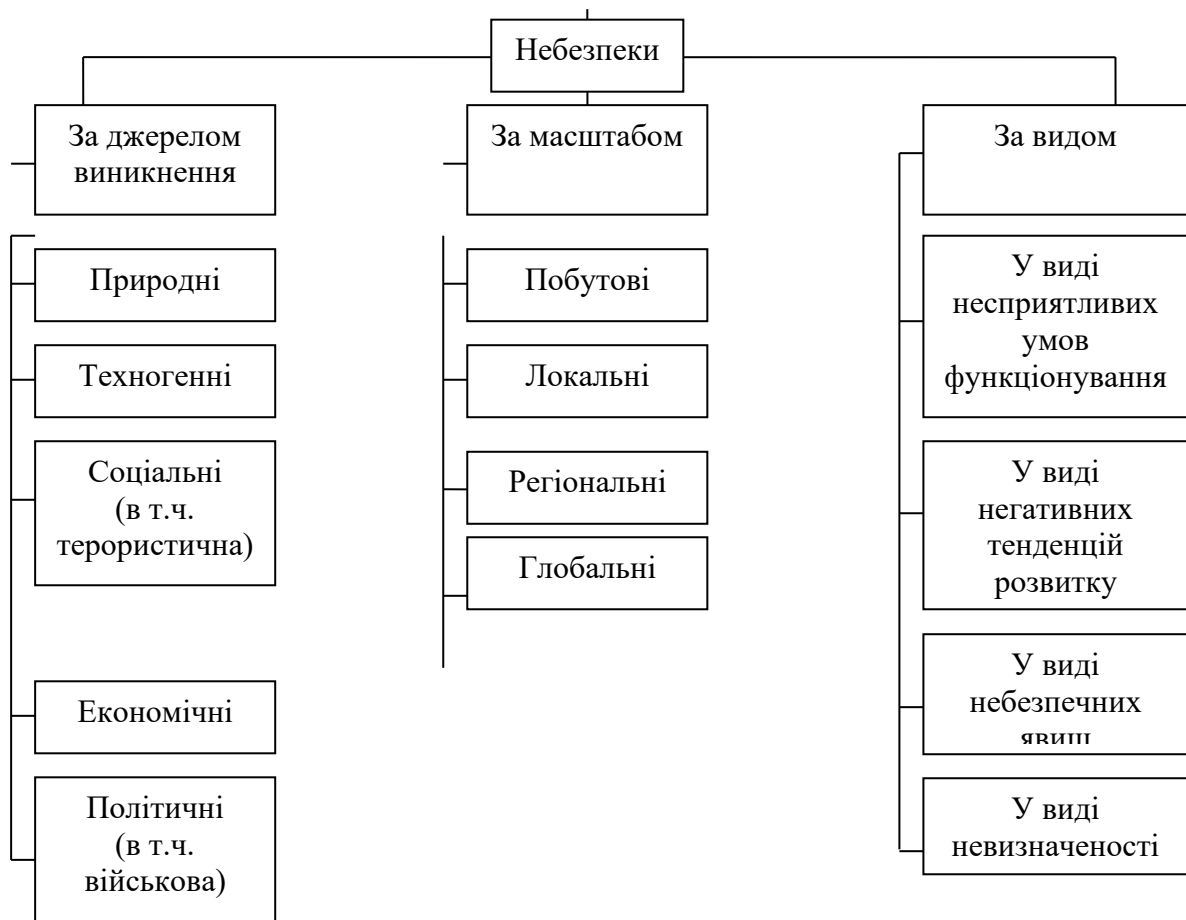 Небезпеки
За джерелом
виникнення
Природні
Техногенні
Соціальні
(в т.ч.
терористична)
Економічні
Політичні
(в т.ч.
військова)
За масштабом
Побутові
Локальні
Регіональні
Глобальні
За видом
У виді
несприятливих
умов
функціонування
У виді
негативних
тенденцій
розвитку
У виді
небезпечних
явищ
У виді
невизначеності